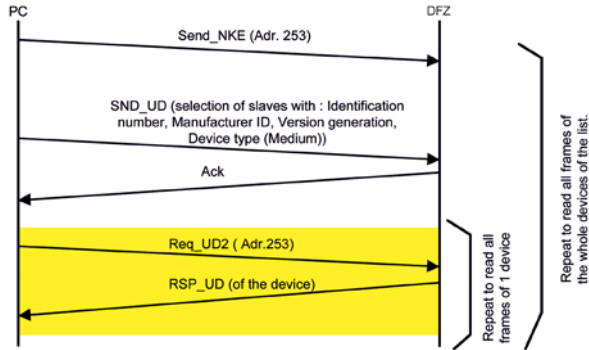 PC
DFZ
Send_NKE (Adr. 253)
SND_UD (selection of slaves with : Identification
number, Manufacturer ID, Version generation,
Device type (Medium))
Ack
Req_UD2 ( Adr.253)
RSP_UD (of the device)
Repeat to read all
frames of 1 device
Repeat to read all frames of
the whole devices of the list.